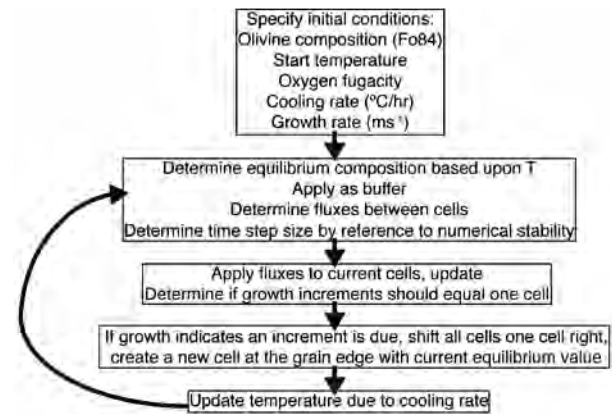 Specify initial conditions:
Olivine composition (Fo84)
Start temperature
Oxygen fugacity
Cooling rate (ºC/hr)
Growth rate (ms⁻¹)
Determine equilibrium composition based upon T
Apply as buffer
Determine fluxes between cells
Determine time step size by reference to numerical stability
Apply fluxes to current cells, update
Determine if growth increments should equal one cell
If growth indicates an increment is due, shift all cells one cell right,
create a new cell at the grain edge with current equilibrium value
Update temperature due to cooling rate